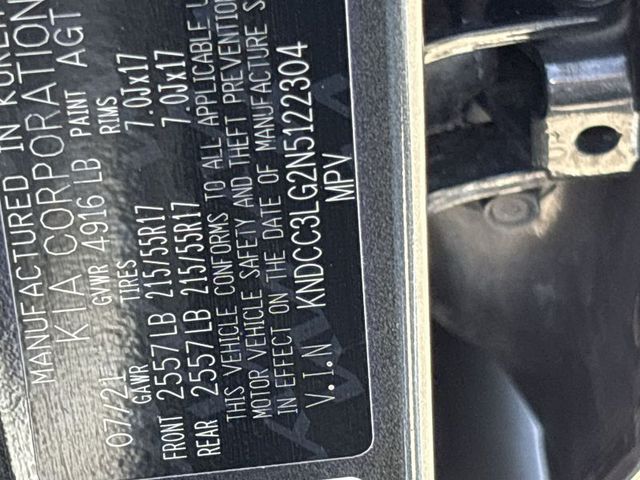 MANUFACTURED IN KOREA
KIA CORPORATION
07/21 GVWR 4916 LB PAINT AGT
GAWR TIRES RIMS
FRONT 2557 LB 215/55R17 7.0Jx17
REAR 2557 LB 215/55R17 7.0Jx17
THIS VEHICLE CONFORMS TO ALL APPLICABLE
MOTOR VEHICLE SAFETY AND THEFT PREVENTION
IN EFFECT ON THE DATE OF MANUFACTURE
V.I.N KNDCC3LG2N5122304
MPV